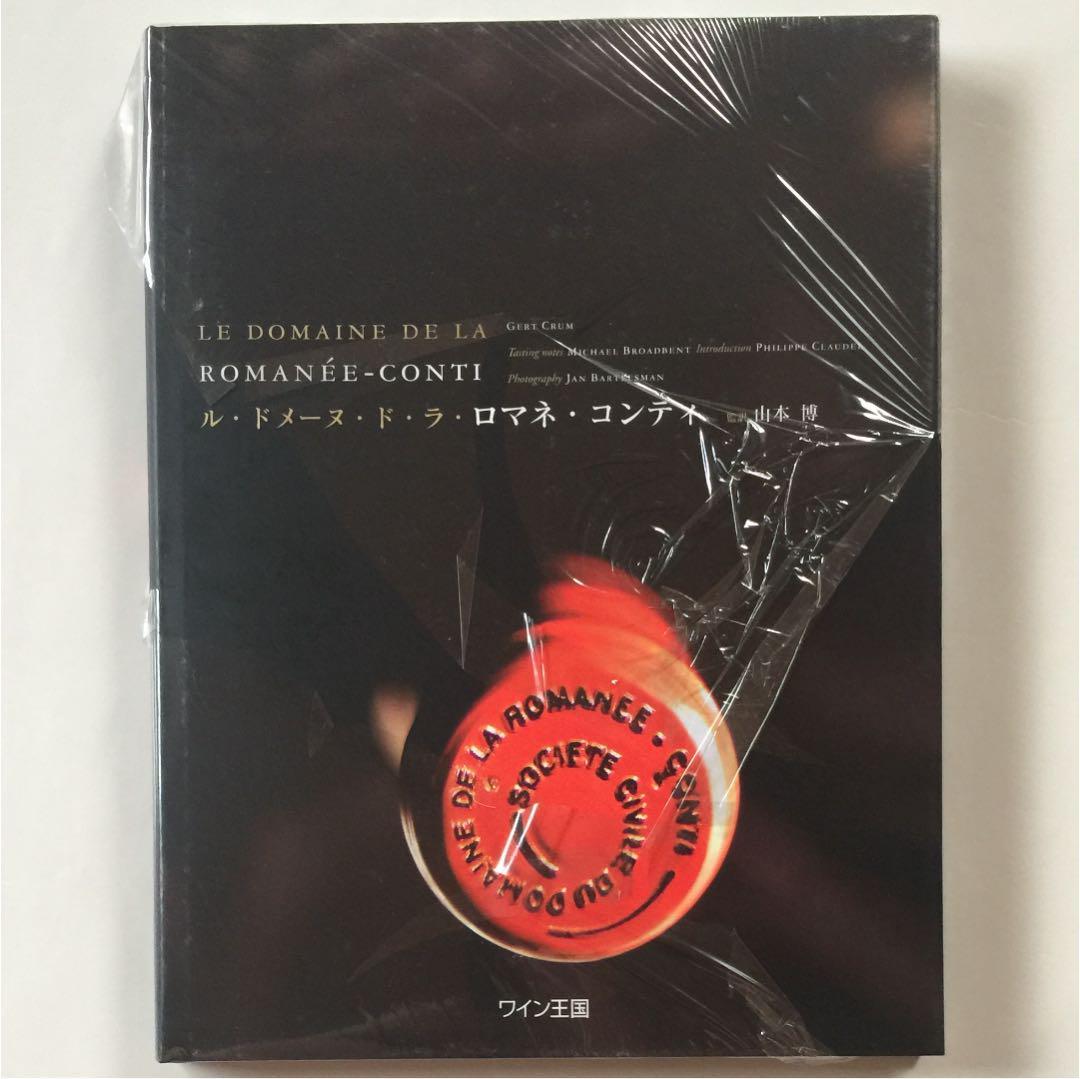 LE DOMAINE DE LA
ROMANÉE-CONTI
GERT CRUM
Tasting notes MICHAEL BROADBENT Introduction PHILIPPE CLAUDEL
Photography JAN BARTELSMAN
ル・ドメーヌ・ド・ラ・ロマネ・コンティ 監訳 山本 博
SOCIETE CIVILE DU DOMAINE DE LA ROMANEE・CONTI
ワイン王国